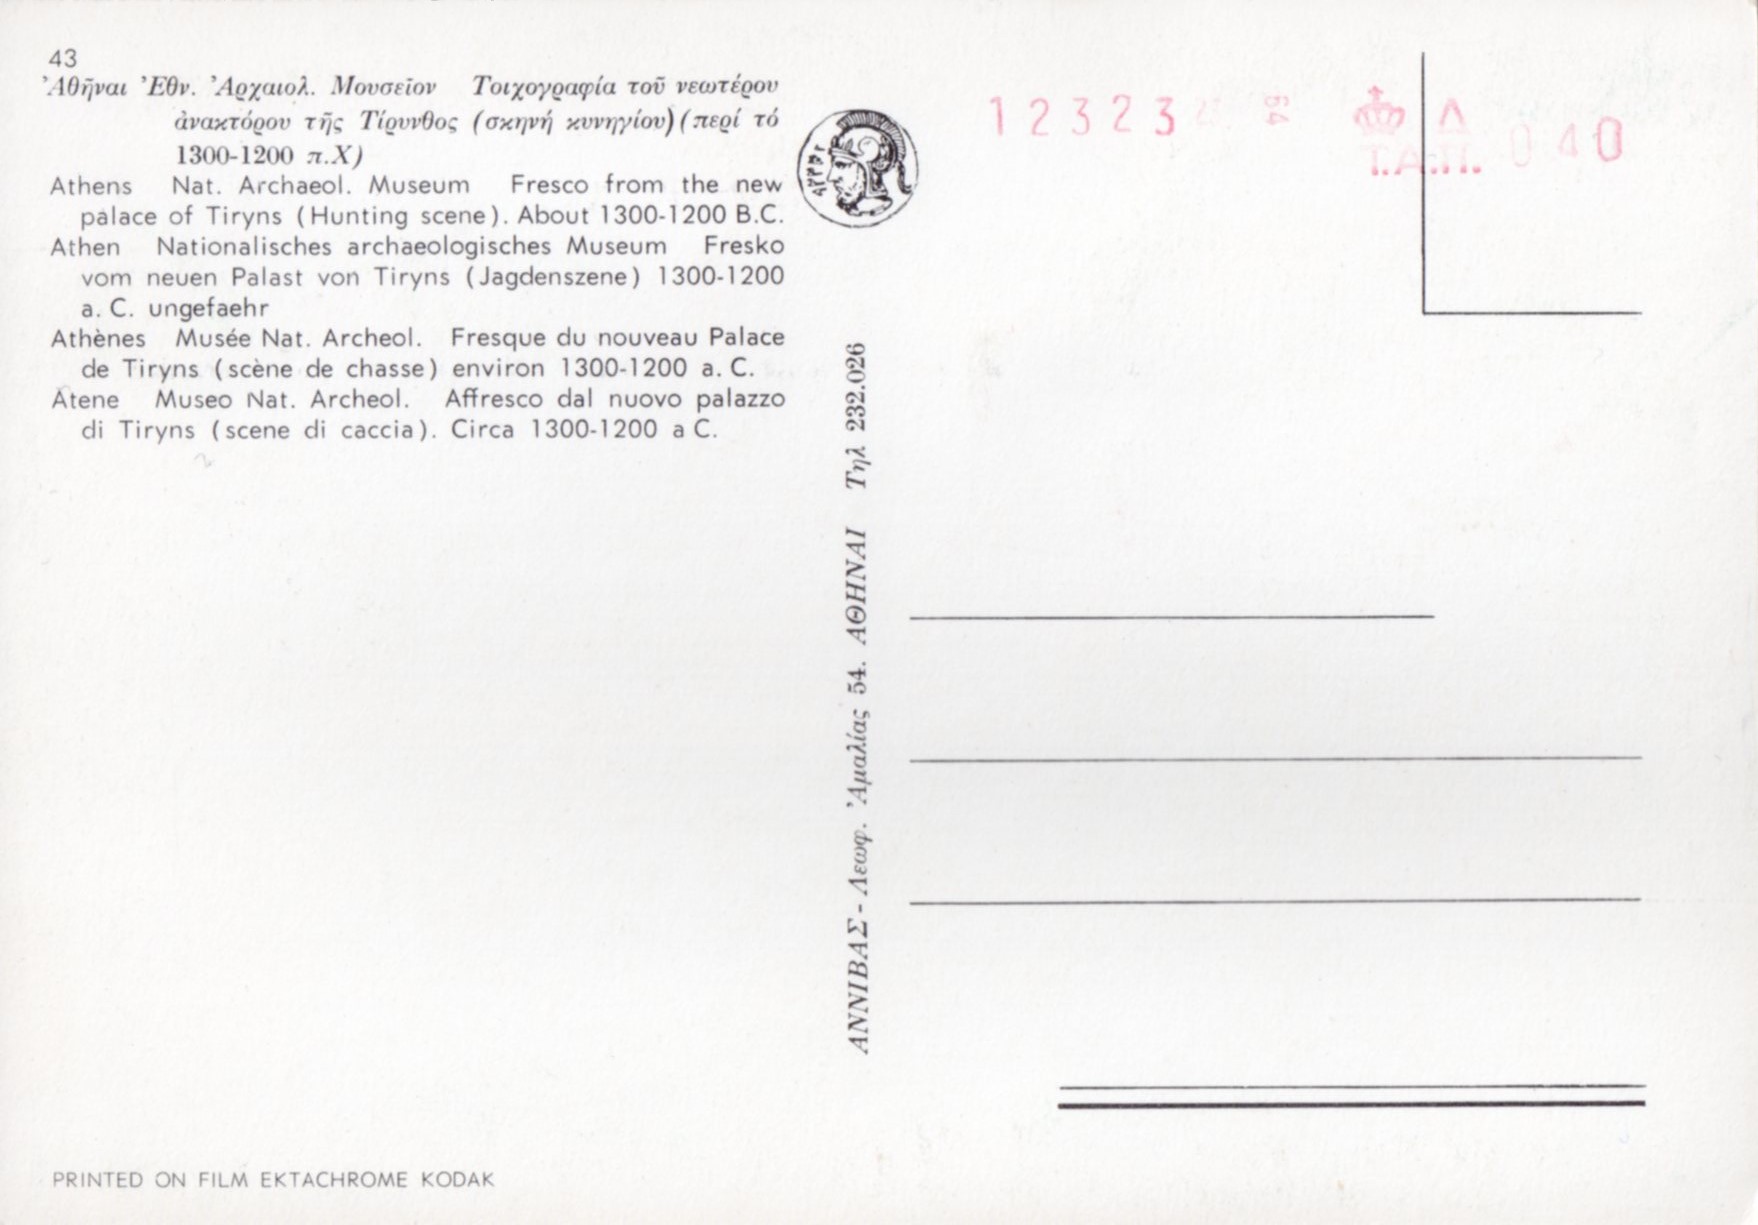 43
Ἀθῆναι Ἐθν. Ἀρχαιολ. Μουσεῖον Τοιχογραφία τοῦ νεωτέρου
ἀνακτόρου τῆς Τίρυνθος (σκηνή κυνηγίου) (περί τό
1300-1200 π.Χ)
Athens Nat. Archaeol. Museum Fresco from the new
palace of Tiryns (Hunting scene). About 1300-1200 B.C.
Athen Nationalisches archaeologisches Museum Fresko
vom neuen Palast von Tiryns (Jagdenszene) 1300-1200
a. C. ungefaehr
Athènes Musée Nat. Archeol. Fresque du nouveau Palace
de Tiryns (scène de chasse) environ 1300-1200 a. C.
Atene Museo Nat. Archeol. Affresco dal nuovo palazzo
di Tiryns (scene di caccia). Circa 1300-1200 a C.
PRINTED ON FILM EKTACHROME KODAK
ΑΝΝΙΒΑΣ - Λεωφ. Ἀμαλίας 54. ΑΘΗΝΑΙ Τηλ 232.026
12323
64
Δ
Τ.Α.Π. 040